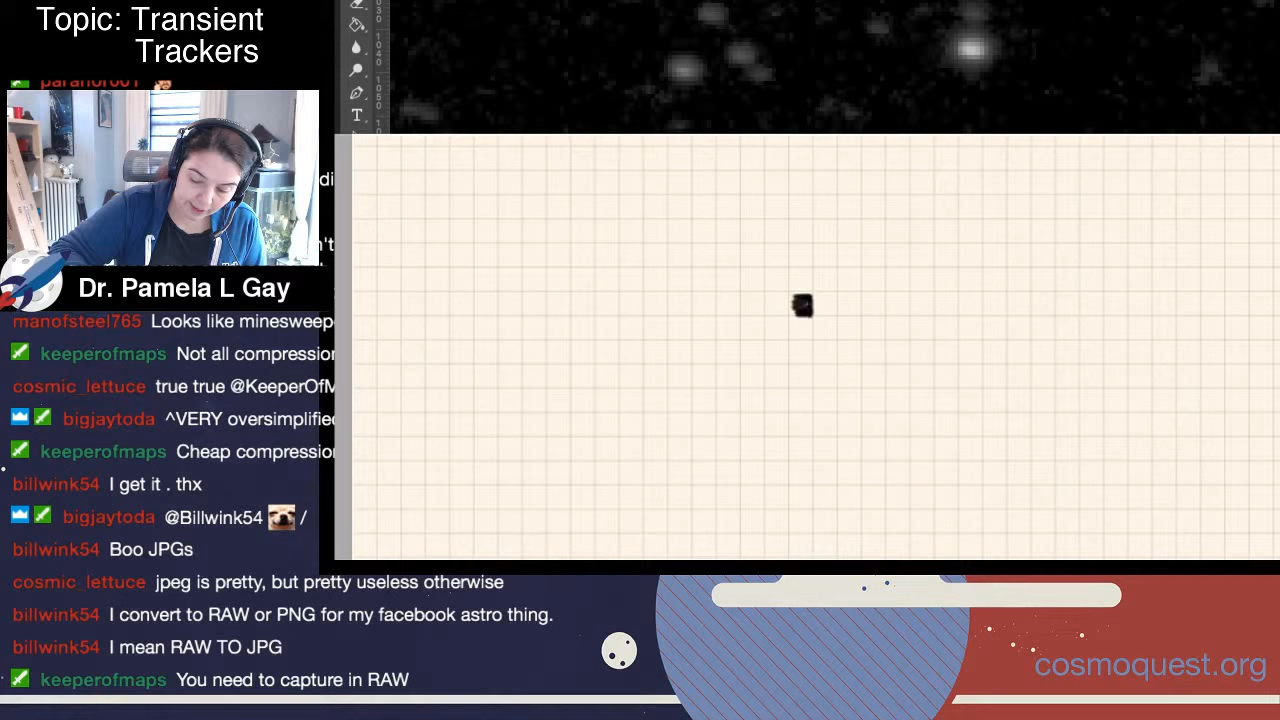 Topic: Transient
Trackers
di
n't
Dr. Pamela L Gay
manofsteel765 Looks like minesweep
keeperofmaps Not all compression
cosmic_lettuce true true @KeeperOfM
bigjaytoda ^VERY oversimplifie
keeperofmaps Cheap compression
billwink54 I get it . thx
bigjaytoda @Billwink54 /
billwink54 Boo JPGs
cosmic_lettuce jpeg is pretty, but pretty useless otherwise
billwink54 I convert to RAW or PNG for my facebook astro thing.
billwink54 I mean RAW TO JPG
keeperofmaps You need to capture in RAW
cosmoquest.org